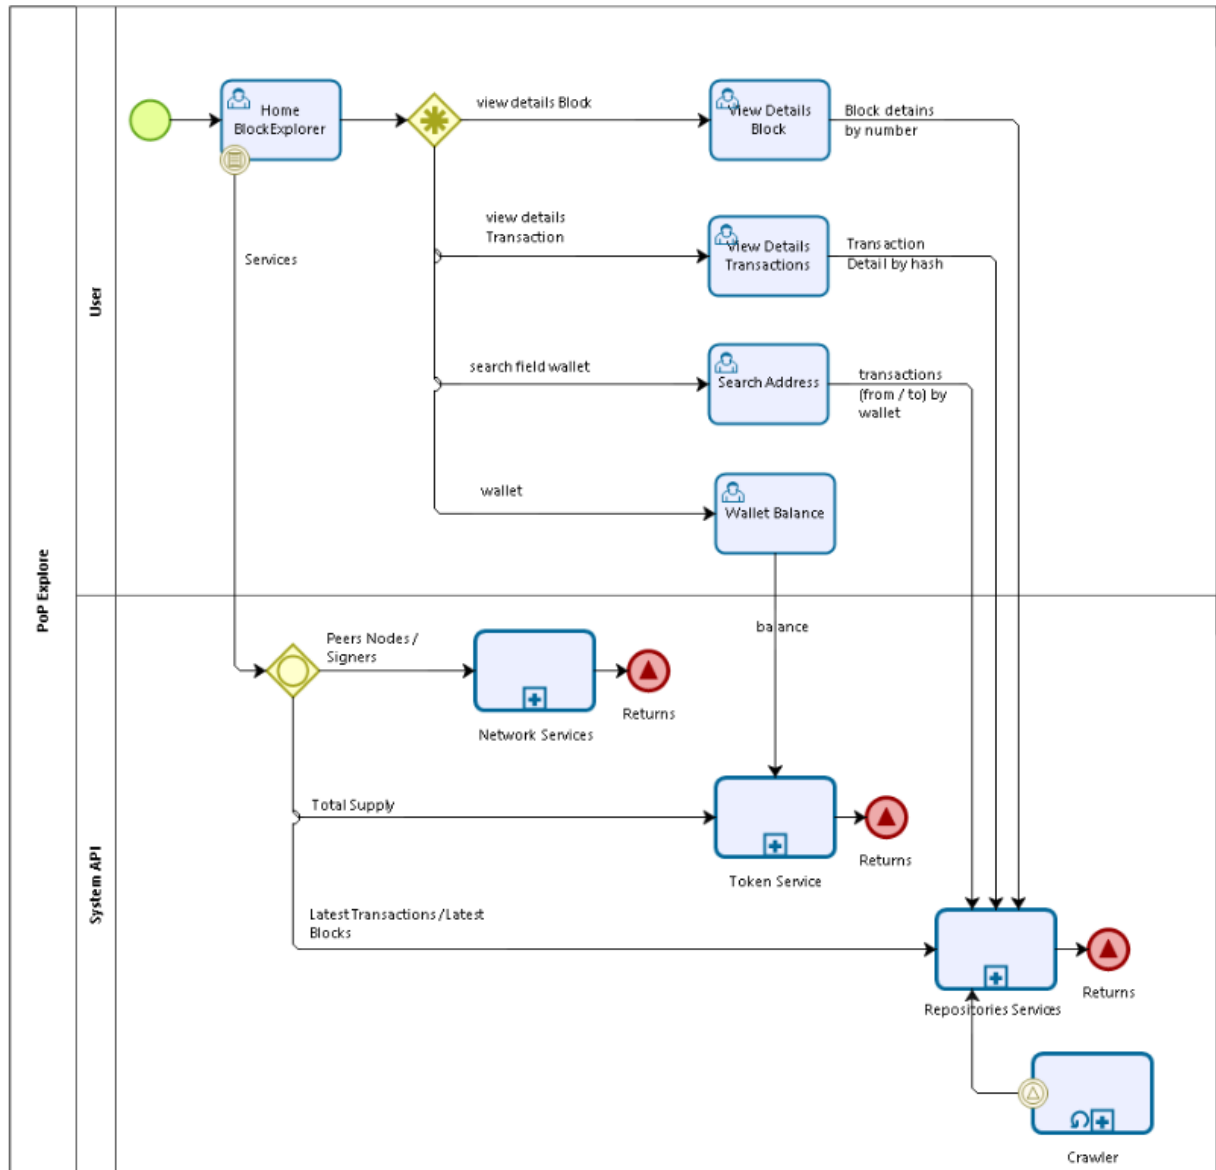 PoP Explore
User
System API
Home
BlockExplorer
view details Block
View Details
Block
Block detains
by number
Services
view details
Transaction
View Details
Transactions
Transaction
Detail by hash
search field wallet
Search Address
transactions
(from / to) by
wallet
wallet
Wallet Balance
balance
Peers Nodes /
Signers
Network Services
Returns
Total Supply
Token Service
Returns
Latest Transactions / Latest
Blocks
Repositories Services
Returns
Crawler